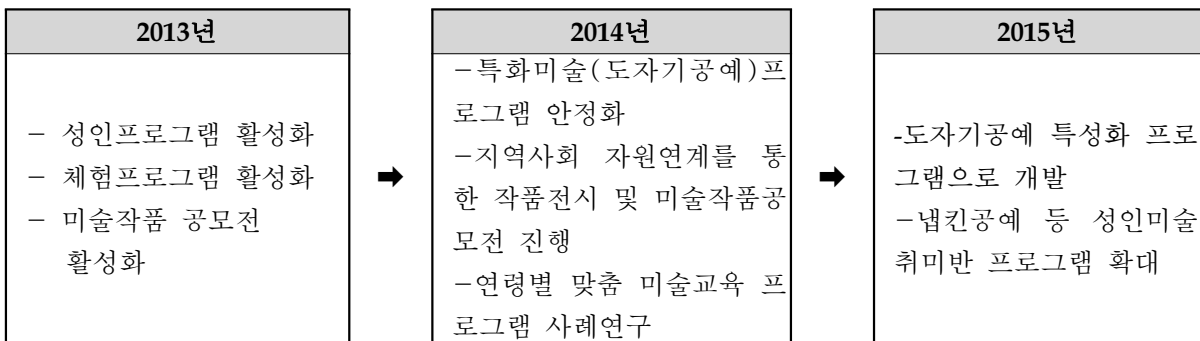 2013년
– 성인프로그램 활성화
– 체험프로그램 활성화
– 미술작품 공모전
활성화
➡
2014년
–특화미술(도자기공예)프
로그램 안정화
–지역사회 자원연계를 통
한 작품전시 및 미술작품공
모전 진행
–연령별 맞춤 미술교육 프
로그램 사례연구
➡
2015년
-도자기공예 특성화 프로
그램으로 개발
–냅킨공예 등 성인미술
취미반 프로그램 확대